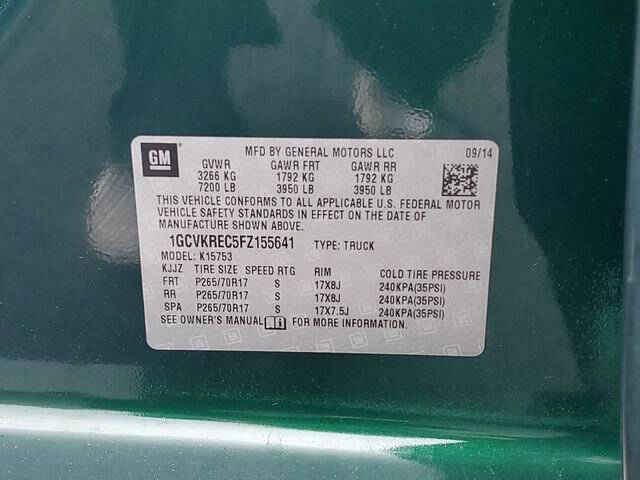 GM
MFD BY GENERAL MOTORS LLC 09/14
GVWR GAWR FRT GAWR RR
3266 KG 1792 KG 1792 KG
7200 LB 3950 LB 3950 LB
THIS VEHICLE CONFORMS TO ALL APPLICABLE U.S. FEDERAL MOTOR
VEHICLE SAFETY STANDARDS IN EFFECT ON THE DATE OF
MANUFACTURE SHOWN ABOVE.
1GCVKREC5FZ155641 TYPE: TRUCK
MODEL: K15753
KJJZ TIRE SIZE SPEED RTG RIM COLD TIRE PRESSURE
FRT P265/70R17 S 17X8J 240KPA(35PSI)
RR P265/70R17 S 17X8J 240KPA(35PSI)
SPA P265/70R17 S 17X7.5J 240KPA(35PSI)
SEE OWNER'S MANUAL FOR MORE INFORMATION.